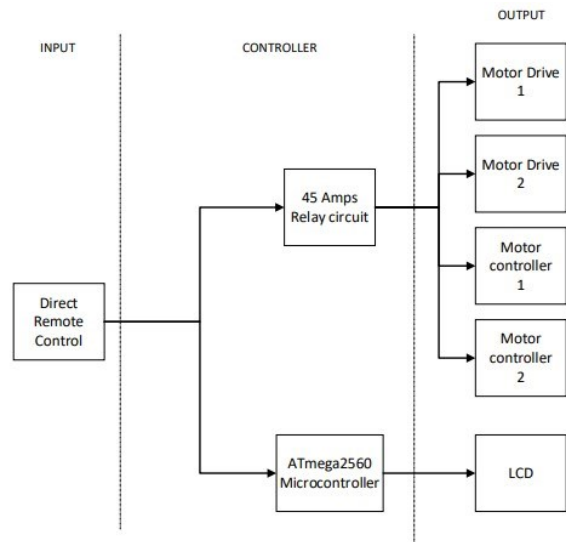 INPUT
CONTROLLER
OUTPUT
Motor Drive
1
Motor Drive
2
45 Amps
Relay circuit
Motor
controller
1
Direct
Remote
Control
Motor
controller
2
ATmega2560
Microcontroller
LCD